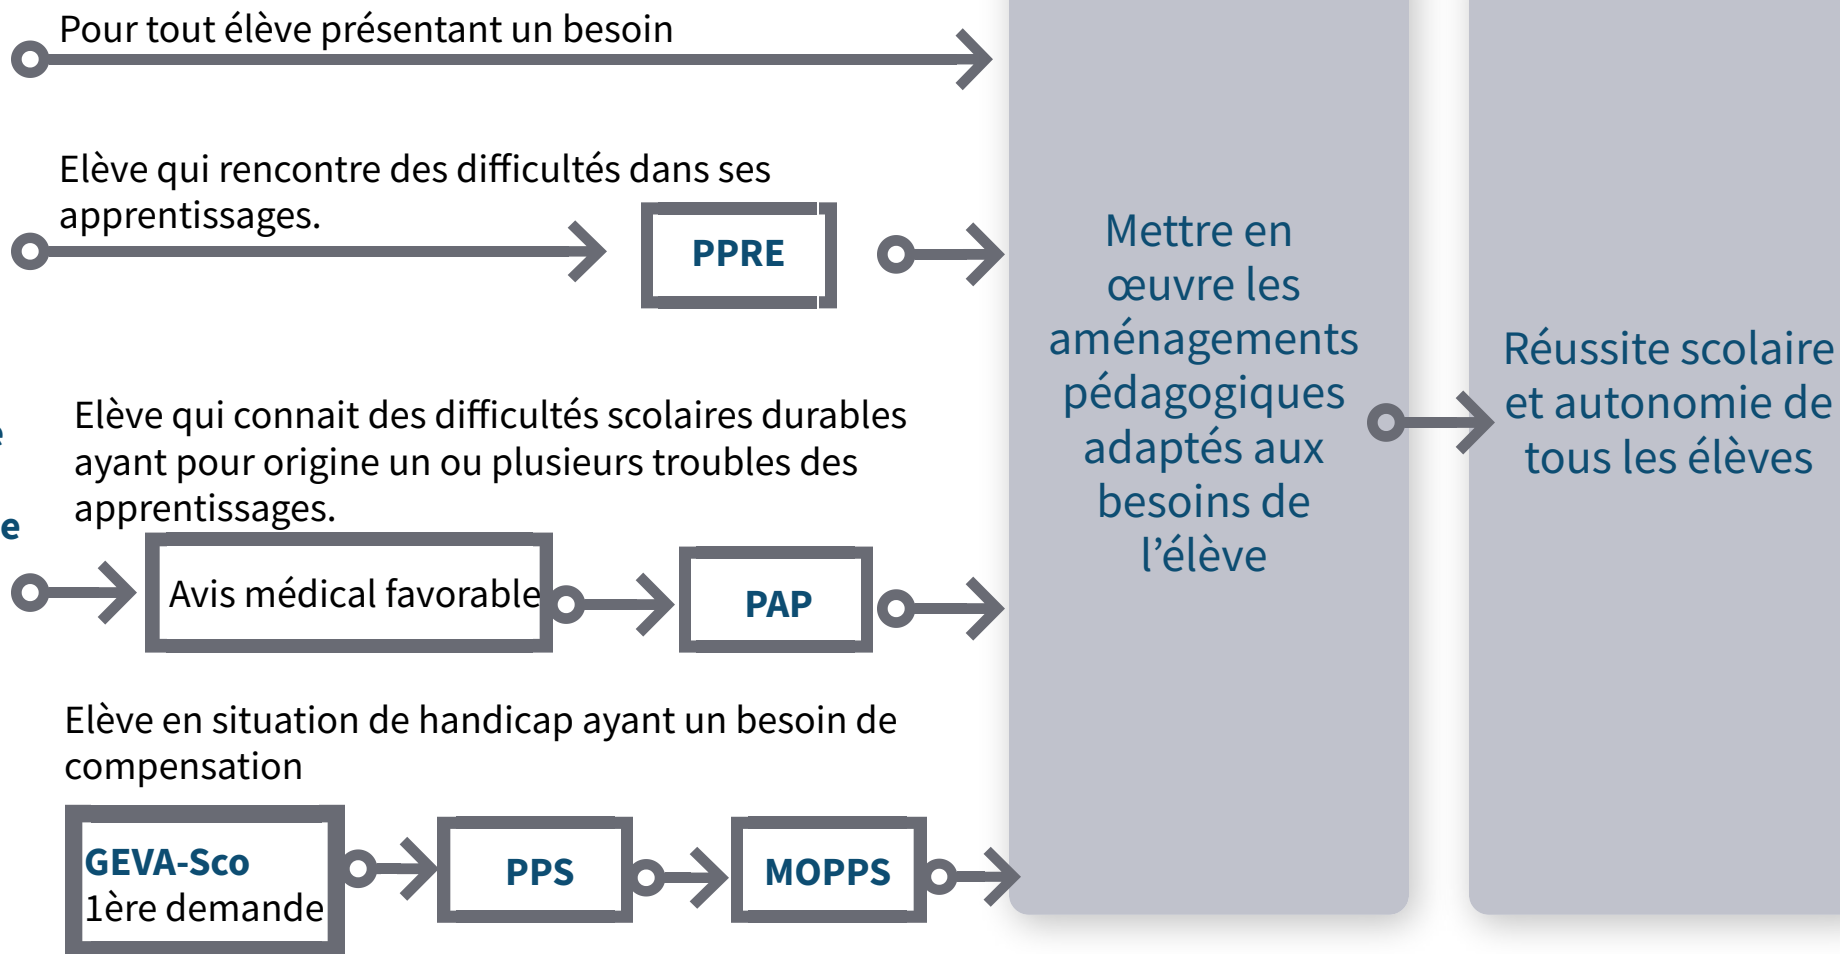 Pour tout élève présentant un besoin
Elève qui rencontre des difficultés dans ses
apprentissages.
PPRE
Elève qui connait des difficultés scolaires durables
ayant pour origine un ou plusieurs troubles des
apprentissages.
Avis médical favorable
PAP
Elève en situation de handicap ayant un besoin de
compensation
GEVA-Sco
1ère demande
PPS
MOPPS
Mettre en
œuvre les
aménagements
pédagogiques
adaptés aux
besoins de
l’élève
Réussite scolaire
et autonomie de
tous les élèves